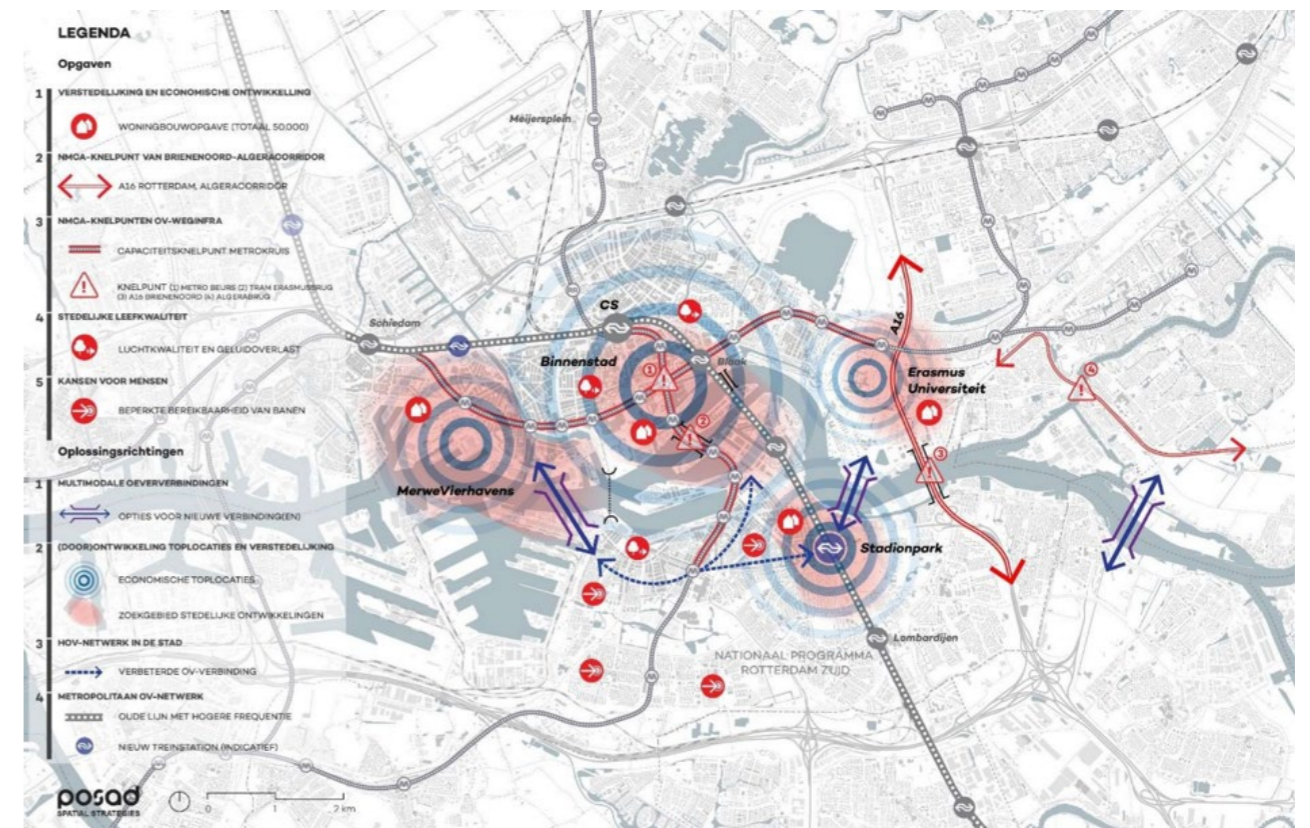 LEGENDA
Opgaven
1 VERSTEDELIJKING EN ECONOMISCHE ONTWIKKELLING
WONINGBOUWOPGAVE (TOTAAL 50.000)
2 NMCA-KNELPUNT VAN BRIENENOORD-ALGERACORRIDOR
A16 ROTTERDAM, ALGERACORRIDOR
3 NMCA-KNELPUNTEN OV-WEGINFRA
CAPACITEITSKNELPUNT METROKRUIS
KNELPUNT (1) METRO BEURS (2) TRAM ERASMUSBRUG
(3) A16 BRIENENOORD (4) ALGERABRUG
4 STEDELIJKE LEEFKWALITEIT
LUCHTKWALITEIT EN GELUIDOVERLAST
5 KANSEN VOOR MENSEN
BEPERKTE BEREIKBAARHEID VAN BANEN
Oplossingsrichtingen
1 MULTIMODALE OEVERVERBINDINGEN
OPTIES VOOR NIEUWE VERBINDING(EN)
2 (DOOR)ONTWIKKELING TOPLOCATIES EN VERSTEDELIJKING
ECONOMISCHE TOPLOCATIES
ZOEKGEBIED STEDELIJKE ONTWIKKELINGEN
3 HOV-NETWERK IN DE STAD
VERBETERDE OV-VERBINDING
4 METROPOLITAAN OV-NETWERK
OUDE LIJN MET HOGERE FREQUENTIE
NIEUW TREINSTATION (INDICATIEF)
posad
SPATIAL STRATEGIES
0 1 2 km
Meijersplein
Schiedam
CS
Binnenstad
Blaak
1
2
A16
Erasmus
Universiteit
4
3
MerweVierhavens
Stadionpark
Lombardijen
NATIONAAL PROGRAMMA
ROTTERDAM ZUID